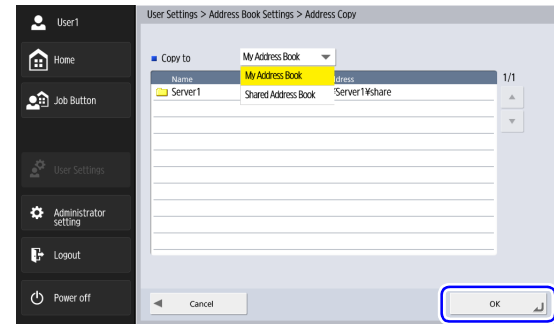 User1
Home
Job Button
User Settings
Administrator
setting
Logout
Power off
User Settings > Address Book Settings > Address Copy
Copy to
My Address Book
My Address Book
Shared Address Book
Name
dress
1/1
Server1
Server1¥share
Cancel
OK